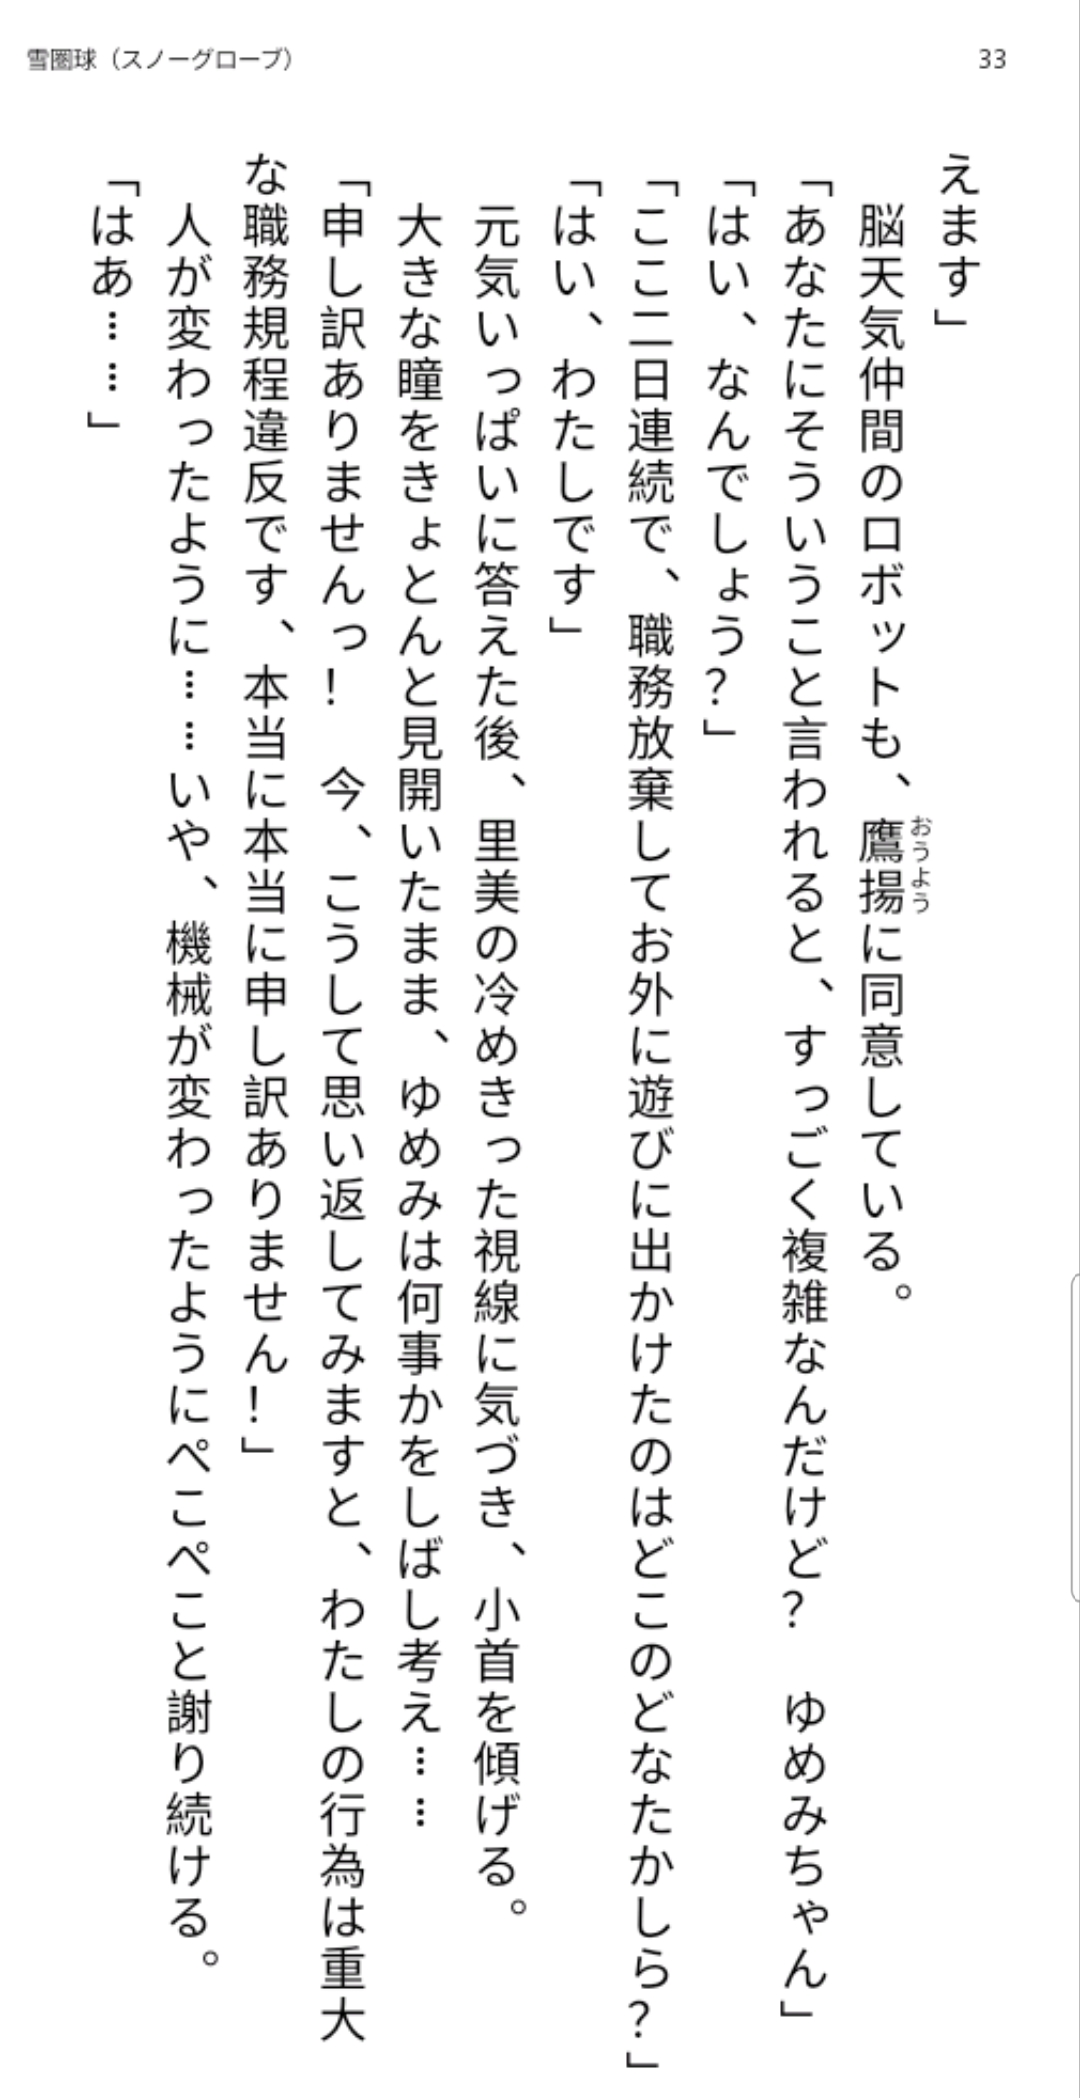 雪圏球（スノーグローブ）
33
えます」
　脳天気仲間のロボットも、鷹揚に同意している。
おうよう
「あなたにそういうこと言われると、すっごく複雑なんだけど？　ゆめみちゃん」
「はい、なんでしょう？」
「ここ二日連続で、職務放棄してお外に遊びに出かけたのはどこのどなたかしら？」
「はい、わたしです」
　元気いっぱいに答えた後、里美の冷めきった視線に気づき、小首を傾げる。
　大きな瞳をきょとんと見開いたまま、ゆめみは何事かをしばし考え……
「申し訳ありませんっ！　今、こうして思い返してみますと、わたしの行為は重大
な職務規程違反です、本当に本当に申し訳ありません！」
　人が変わったように……いや、機械が変わったようにぺこぺこと謝り続ける。
「はあ……」